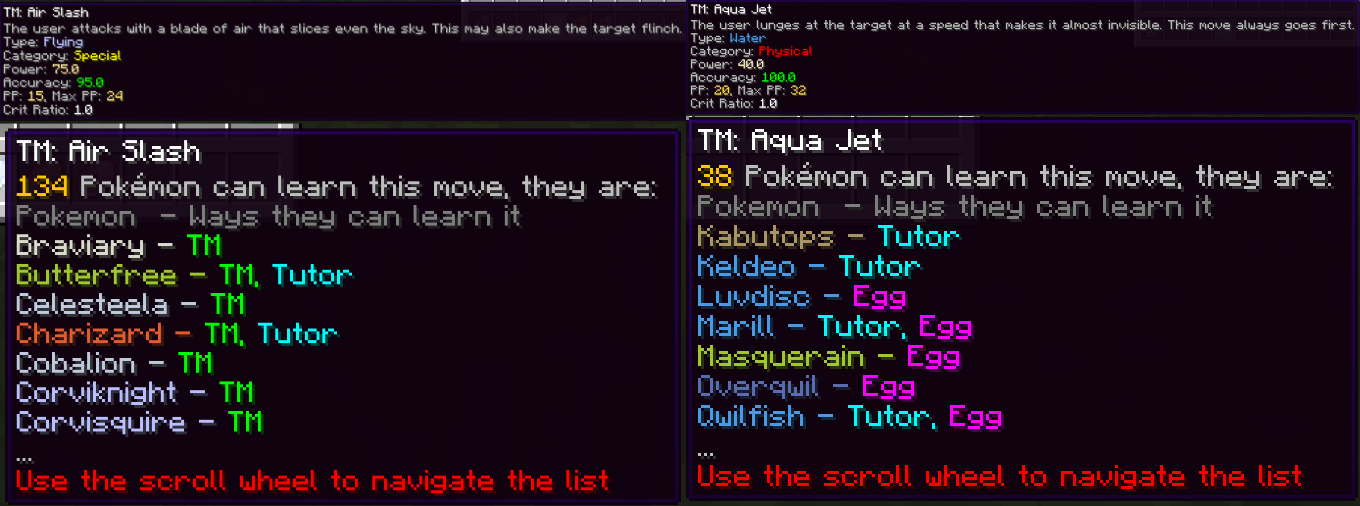 TM: Air Slash
The user attacks with a blade of air that slices even the sky. This may also make the target flinch.
Type: Flying
Category: Special
Power: 75.0
Accuracy: 95.0
PP: 15, Max PP: 24
Crit Ratio: 1.0
TM: Air Slash
134 Pokémon can learn this move, they are:
Pokemon - Ways they can learn it
Braviary - TM
Butterfree - TM, Tutor
Celesteela - TM
Charizard - TM, Tutor
Cobalion - TM
Corviknight - TM
Corvisquire - TM
...
Use the scroll wheel to navigate the list
TM: Aqua Jet
The user lunges at the target at a speed that makes it almost invisible. This move always goes first.
Type: Water
Category: Physical
Power: 40.0
Accuracy: 100.0
PP: 20, Max PP: 32
Crit Ratio: 1.0
TM: Aqua Jet
38 Pokémon can learn this move, they are:
Pokemon - Ways they can learn it
Kabutops - Tutor
Keldeo - Tutor
Luvdisc - Egg
Marill - Tutor, Egg
Masquerain - Egg
Overqwil - Egg
Qwilfish - Tutor, Egg
...
Use the scroll wheel to navigate the list